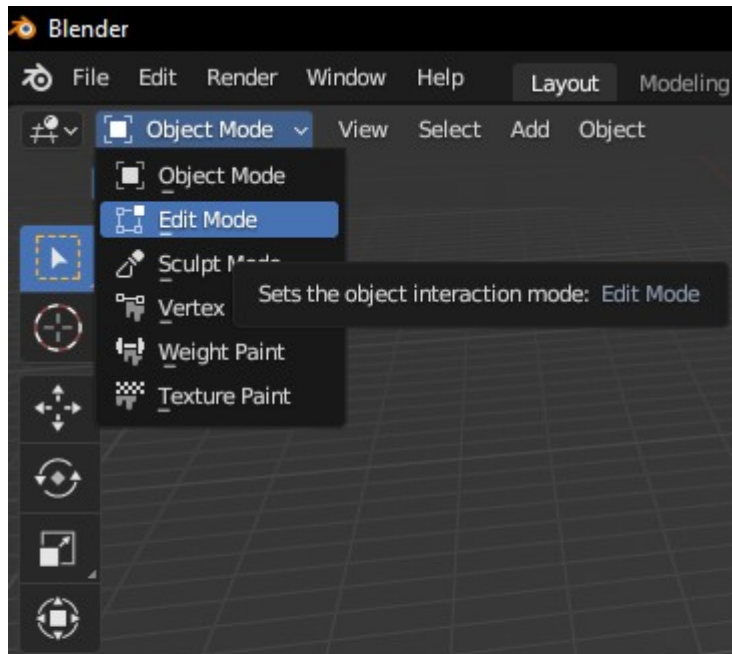 Blender
File Edit Render Window Help Layout Modeling
Object Mode View Select Add Object
Object Mode
Edit Mode
Sculpt
Sets the object interaction mode: Edit Mode
Vertex
Weight Paint
Texture Paint